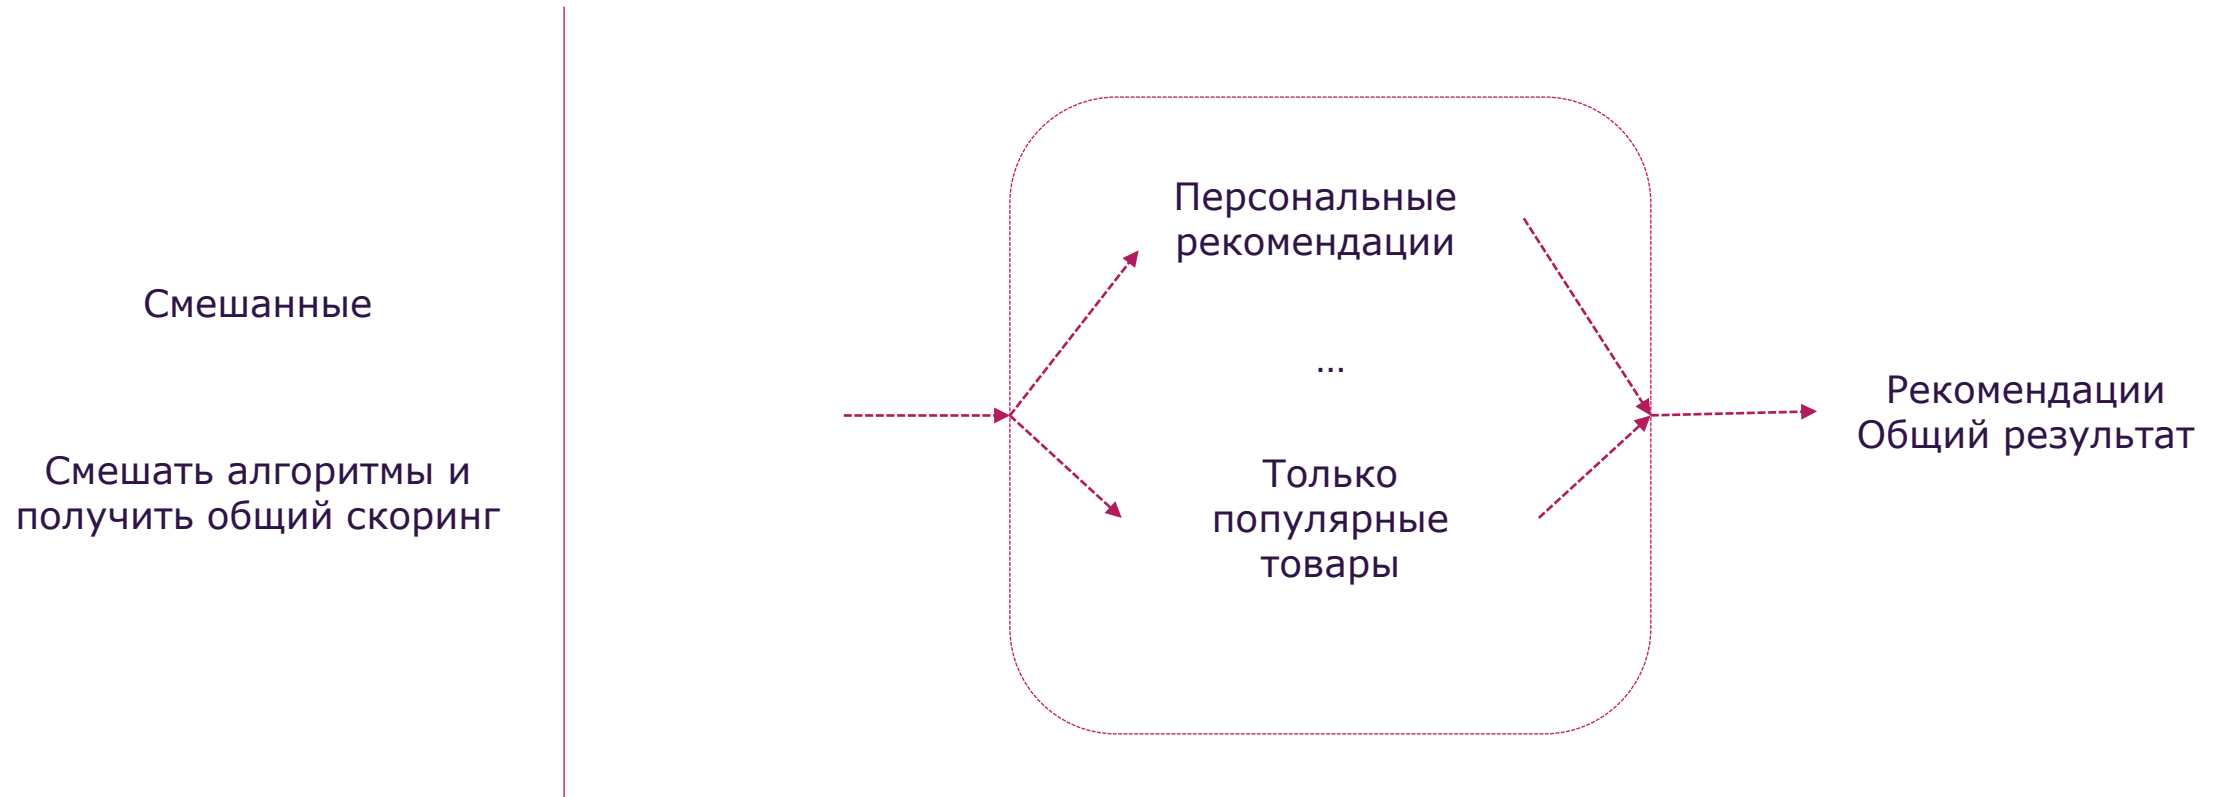 Смешанные
Смешать алгоритмы и
получить общий скоринг
Персональные
рекомендации
...
Только
популярные
товары
Рекомендации
Общий результат